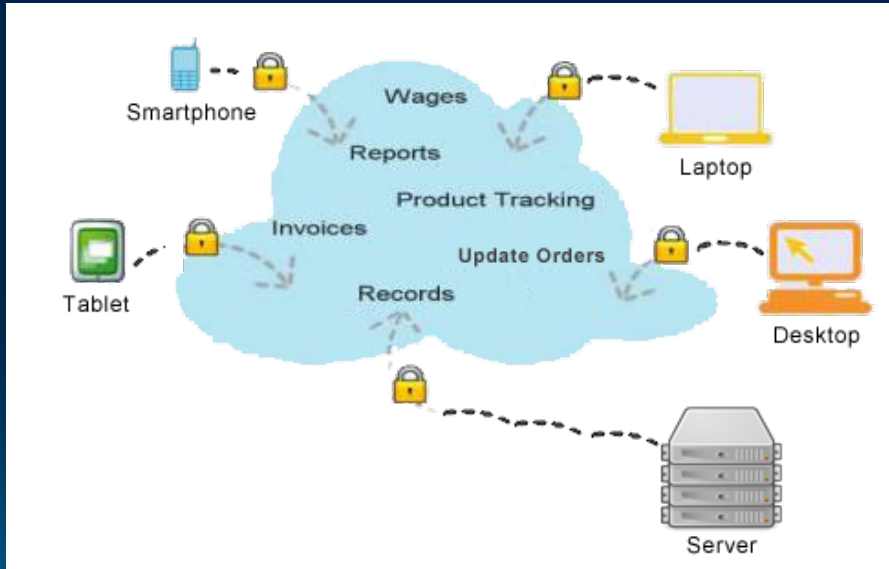 Wages
Smartphone
Reports
Laptop
Product Tracking
Invoices
Update Orders
Tablet
Records
Desktop
Server